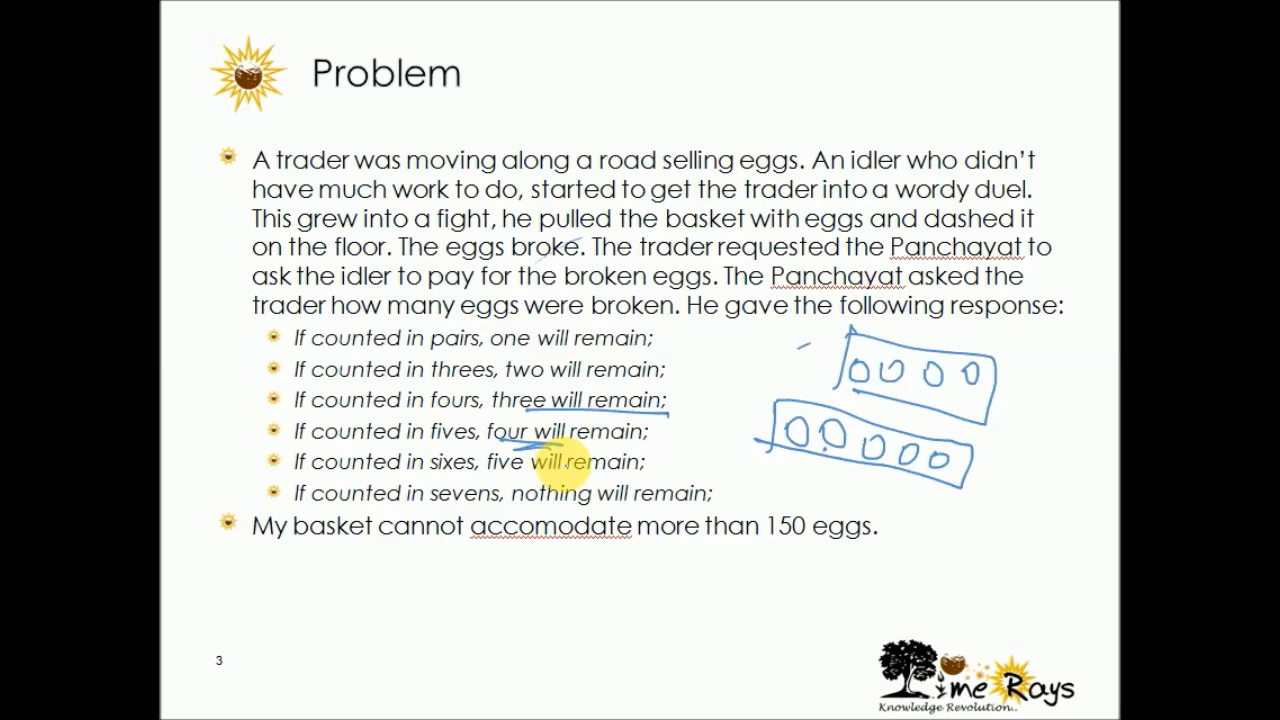 Problem
A trader was moving along a road selling eggs. An idler who didn't
have much work to do, started to get the trader into a wordy duel.
This grew into a fight, he pulled the basket with eggs and dashed it
on the floor. The eggs broke. The trader requested the Panchayat to
ask the idler to pay for the broken eggs. The Panchayat asked the
trader how many eggs were broken. He gave the following response:
If counted in pairs, one will remain;
If counted in threes, two will remain;
If counted in fours, three will remain;
If counted in fives, four will remain;
If counted in sixes, five will remain;
If counted in sevens, nothing will remain;
My basket cannot accomodate more than 150 eggs.
3
Lime Rays
Knowledge Revolution..